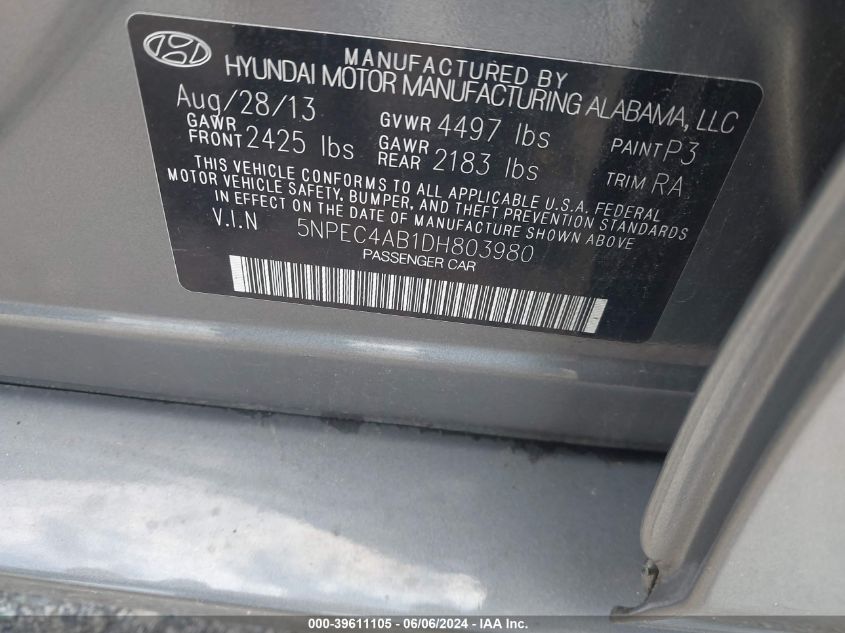 MANUFACTURED BY
HYUNDAI MOTOR MANUFACTURING ALABAMA, LLC
Aug/28/13 GVWR 4497 lbs PAINT P3
GAWR FRONT 2425 lbs GAWR REAR 2183 lbs TRIM RA
THIS VEHICLE CONFORMS TO ALL APPLICABLE U.S.A. FEDERAL
MOTOR VEHICLE SAFETY, BUMPER, AND THEFT PREVENTION STANDARDS
IN EFFECT ON THE DATE OF MANUFACTURE SHOWN ABOVE
V.I.N 5NPEC4AB1DH803980
PASSENGER CAR
000-39611105 - 06/06/2024 - IAA Inc.